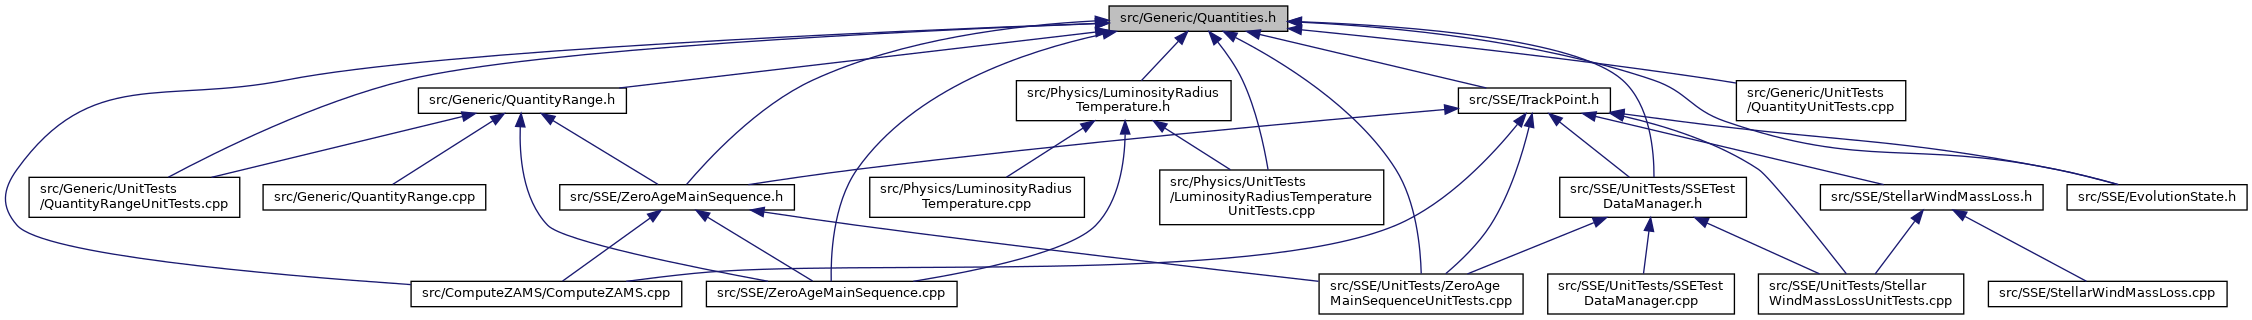 src/Generic/Quantities.h
src/Generic/QuantityRange.h
src/Physics/LuminosityRadius
Temperature.h
src/SSE/TrackPoint.h
src/Generic/UnitTests
/QuantityUnitTests.cpp
src/Generic/UnitTests
/QuantityRangeUnitTests.cpp
src/Generic/QuantityRange.cpp
src/SSE/ZeroAgeMainSequence.h
src/Physics/LuminosityRadius
Temperature.cpp
src/Physics/UnitTests
/LuminosityRadiusTemperature
UnitTests.cpp
src/SSE/UnitTests/SSETest
DataManager.h
src/SSE/StellarWindMassLoss.h
src/SSE/EvolutionState.h
src/ComputeZAMS/ComputeZAMS.cpp
src/SSE/ZeroAgeMainSequence.cpp
src/SSE/UnitTests/ZeroAge
MainSequenceUnitTests.cpp
src/SSE/UnitTests/SSETest
DataManager.cpp
src/SSE/UnitTests/Stellar
WindMassLossUnitTests.cpp
src/SSE/StellarWindMassLoss.cpp